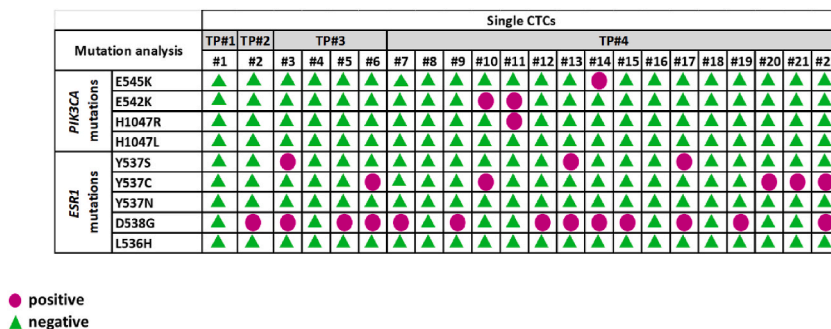 Single CTCs
Mutation analysis TP#1 TP#2 TP#3 TP#4
#1 #2 #3 #4 #5 #6 #7 #8 #9 #10 #11 #12 #13 #14 #15 #16 #17 #18 #19 #20 #21 #2
PIK3CA mutations
E545K
E542K
H1047R
H1047L
ESR1 mutations
Y537S
Y537C
Y537N
D538G
L536H
positive
negative